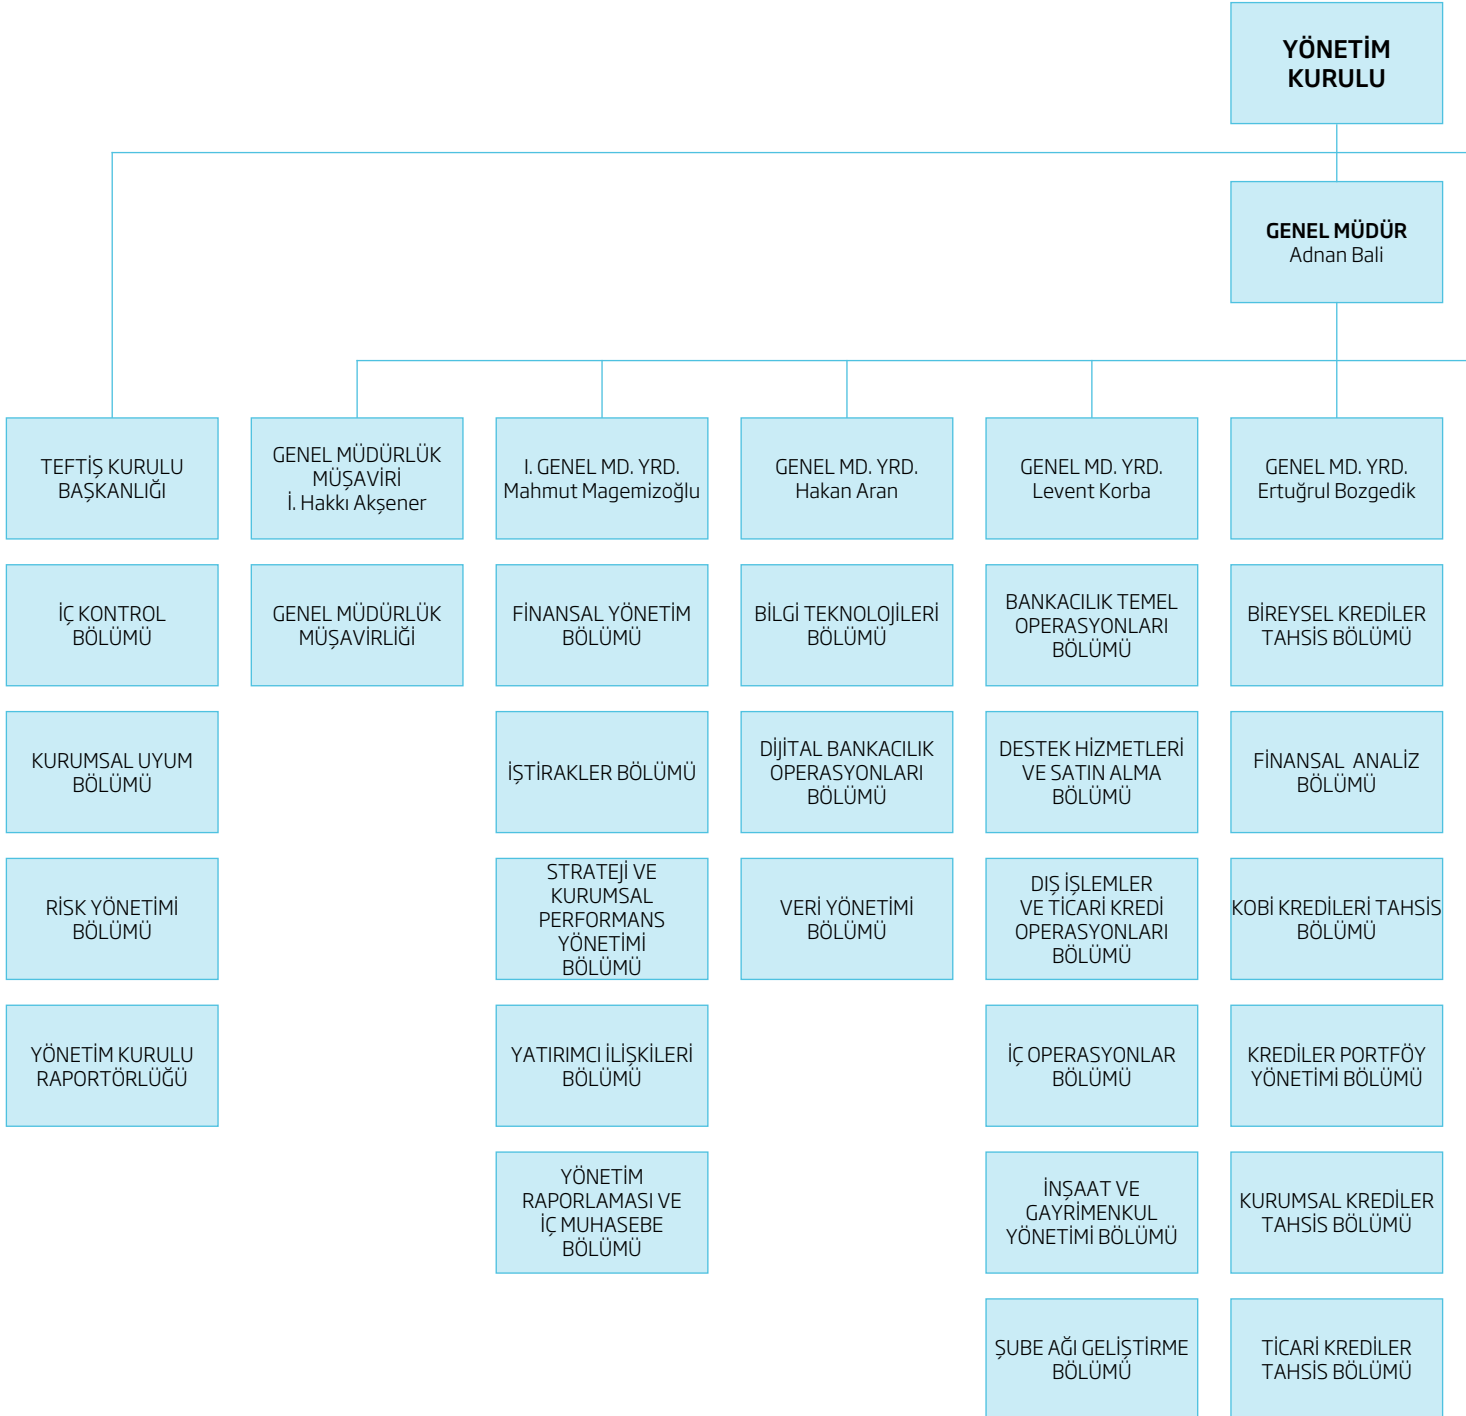 YÖNETİM
KURULU
GENEL MÜDÜR
Adnan Bali
TEFTİŞ KURULU
BAŞKANLIĞI
GENEL MÜDÜRLÜK
MÜŞAVİRİ
İ. Hakkı Akşener
I. GENEL MD. YRD.
Mahmut Magemizoğlu
GENEL MD. YRD.
Hakan Aran
GENEL MD. YRD.
Levent Korba
GENEL MD. YRD.
Ertuğrul Bozgedik
İÇ KONTROL
BÖLÜMÜ
GENEL MÜDÜRLÜK
MÜŞAVİRLİĞİ
FİNANSAL YÖNETİM
BÖLÜMÜ
BİLGİ TEKNOLOJİLERİ
BÖLÜMÜ
BANKACILIK TEMEL
OPERASYONLARI
BÖLÜMÜ
BİREYSEL KREDİLER
TAHSİS BÖLÜMÜ
KURUMSAL UYUM
BÖLÜMÜ
İŞTİRAKLER BÖLÜMÜ
DİJİTAL BANKACILIK
OPERASYONLARI
BÖLÜMÜ
DESTEK HİZMETLERİ
VE SATIN ALMA
BÖLÜMÜ
FİNANSAL ANALİZ
BÖLÜMÜ
RİSK YÖNETİMİ
BÖLÜMÜ
STRATEJİ VE
KURUMSAL
PERFORMANS
YÖNETİMİ
BÖLÜMÜ
VERİ YÖNETİMİ
BÖLÜMÜ
DIŞ İŞLEMLER
VE TİCARİ KREDİ
OPERASYONLARI
BÖLÜMÜ
KOBİ KREDİLERİ TAHSİS
BÖLÜMÜ
YÖNETİM KURULU
RAPORTÖRLÜĞÜ
YATIRIMCI İLİŞKİLERİ
BÖLÜMÜ
İÇ OPERASYONLAR
BÖLÜMÜ
KREDİLER PORTFÖY
YÖNETİMİ BÖLÜMÜ
YÖNETİM
RAPORLAMASI VE
İÇ MUHASEBE
BÖLÜMÜ
İNŞAAT VE
GAYRİMENKUL
YÖNETİMİ BÖLÜMÜ
KURUMSAL KREDİLER
TAHSİS BÖLÜMÜ
ŞUBE AĞI GELİŞTİRME
BÖLÜMÜ
TİCARİ KREDİLER
TAHSİS BÖLÜMÜ